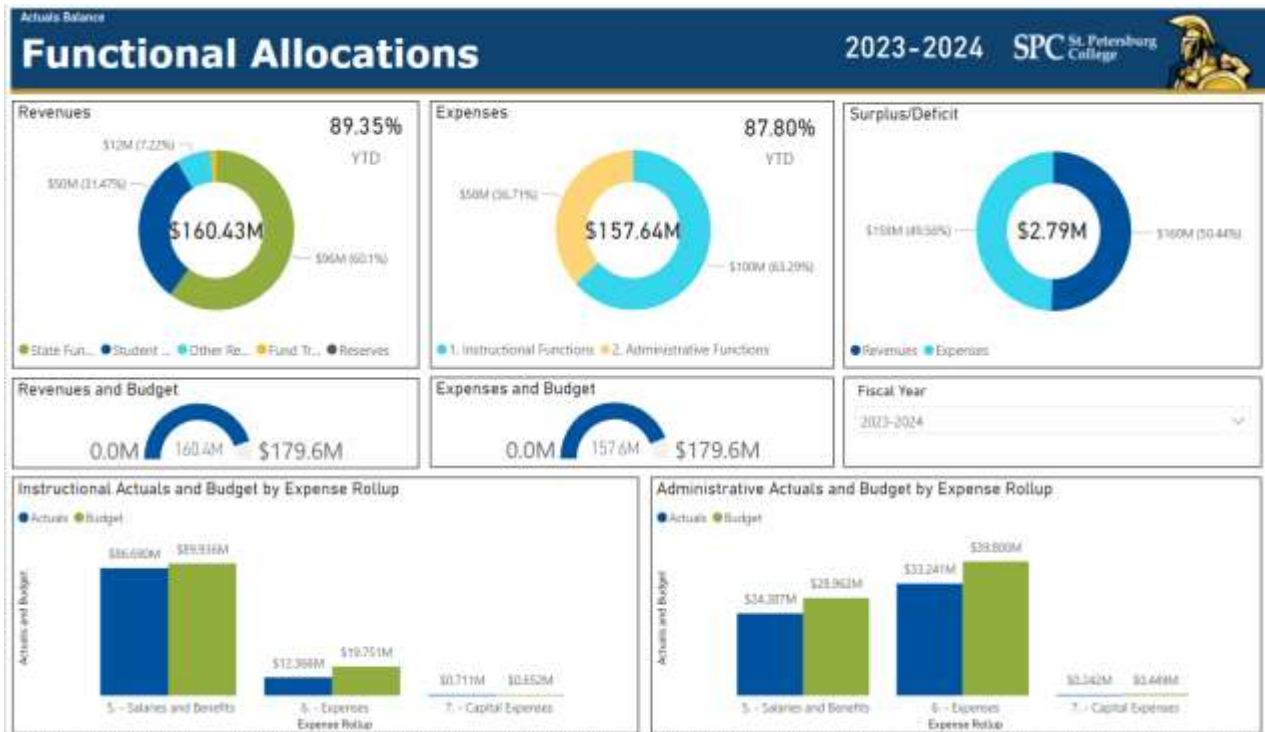 Actuals Balance
Functional Allocations
2023-2024
SPC St. Petersburg College
Revenues
89.35%
YTD
$12M (7.22%)
$50M (31.47%)
$160.43M
$96M (60.1%)
State Fun... Student ... Other Re... Fund Tr... Reserves
Expenses
87.80%
YTD
$58M (36.71%)
$157.64M
$100M (63.29%)
1. Instructional Functions 2. Administrative Functions
Surplus/Deficit
$158M (49.56%)
$2.79M
$160M (50.44%)
Revenues Expenses
Revenues and Budget
0.0M 160.4M $179.6M
Expenses and Budget
0.0M 157.6M $179.6M
Fiscal Year
2023-2024
Instructional Actuals and Budget by Expense Rollup
Actuals Budget
Actuals and Budget
$86.680M $89.936M
$12.368M $19.751M
$0.711M $0.652M
5. - Salaries and Benefits 6. - Expenses 7. - Capital Expenses
Expense Rollup
Administrative Actuals and Budget by Expense Rollup
Actuals Budget
Actuals and Budget
$24.387M $28.962M
$33.241M $39.800M
$0.242M $0.449M
5. - Salaries and Benefits 6. - Expenses 7. - Capital Expenses
Expense Rollup